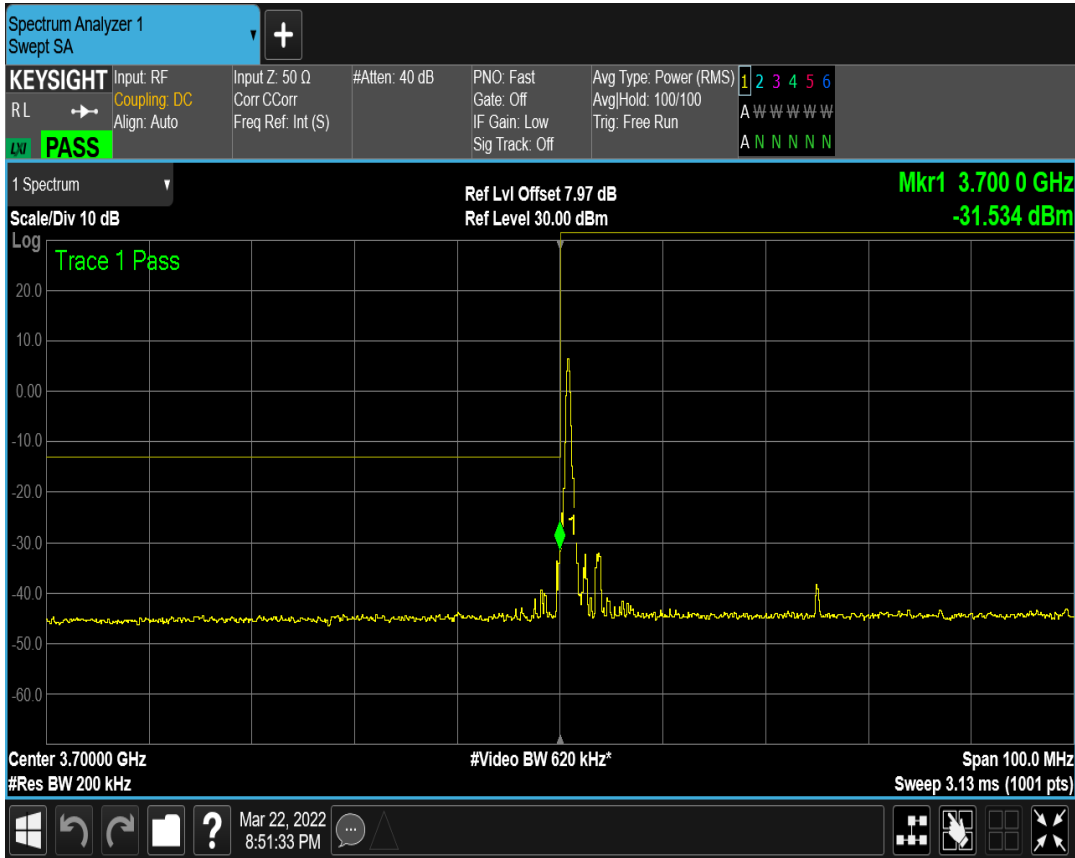 Spectrum Analyzer 1
Swept SA
+
KEYSIGHT
R L
LXI PASS
Input: RF
Coupling: DC
Align: Auto
Input Z: 50 Ω
Corr CCorr
Freq Ref: Int (S)
#Atten: 40 dB
PNO: Fast
Gate: Off
IF Gain: Low
Sig Track: Off
Avg Type: Power (RMS)
Avg|Hold: 100/100
Trig: Free Run
1 2 3 4 5 6
A W W W W W
A N N N N N
1 Spectrum
Scale/Div 10 dB
Ref Lvl Offset 7.97 dB
Ref Level 30.00 dBm
Mkr1 3.700 0 GHz
-31.534 dBm
Log
Trace 1 Pass
20.0
10.0
0.00
-10.0
-20.0
-30.0
-40.0
-50.0
-60.0
Center 3.70000 GHz
#Res BW 200 kHz
#Video BW 620 kHz*
Span 100.0 MHz
Sweep 3.13 ms (1001 pts)
?
Mar 22, 2022
8:51:33 PM